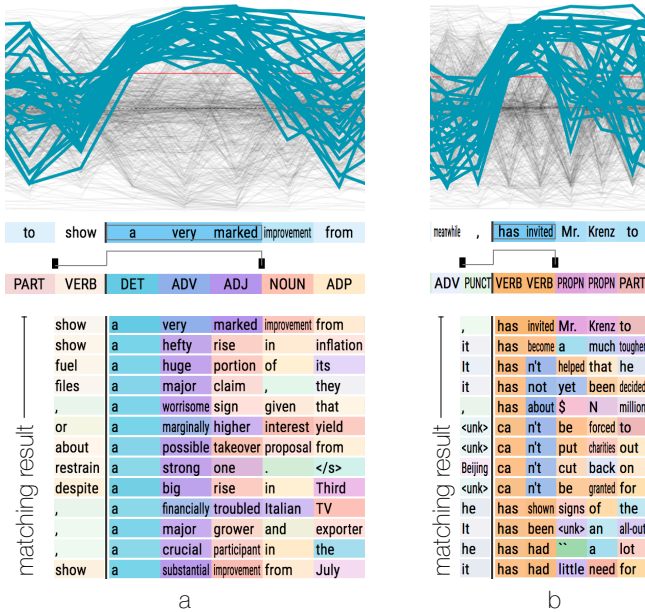 to show a very marked improvement from
PART VERB DET ADV ADJ NOUN ADP
matching result
show a very marked improvement from
show a hefty rise in inflation
fuel a huge portion of its
files a major claim , they
, a worrisome sign given that
or a marginally higher interest yield
about a possible takeover proposal from
restrain a strong one . </s>
despite a big rise in Third
, a financially troubled Italian TV
, a major grower and exporter
, a crucial participant in the
show a substantial improvement from July
a
meanwhile , has invited Mr. Krenz to
ADV PUNCT VERB VERB PROPN PROPN PART
matching result
, has invited Mr. Krenz to
it has become a much tougher
It has n't helped that he
it has not yet been decided
, has about $ N million
<unk> ca n't be forced to
<unk> ca n't put charities out
Beijing ca n't cut back on
<unk> ca n't be granted for
he has shown signs of the
It has been <unk> an all-out
he has had `` a lot
it has had little need for
b